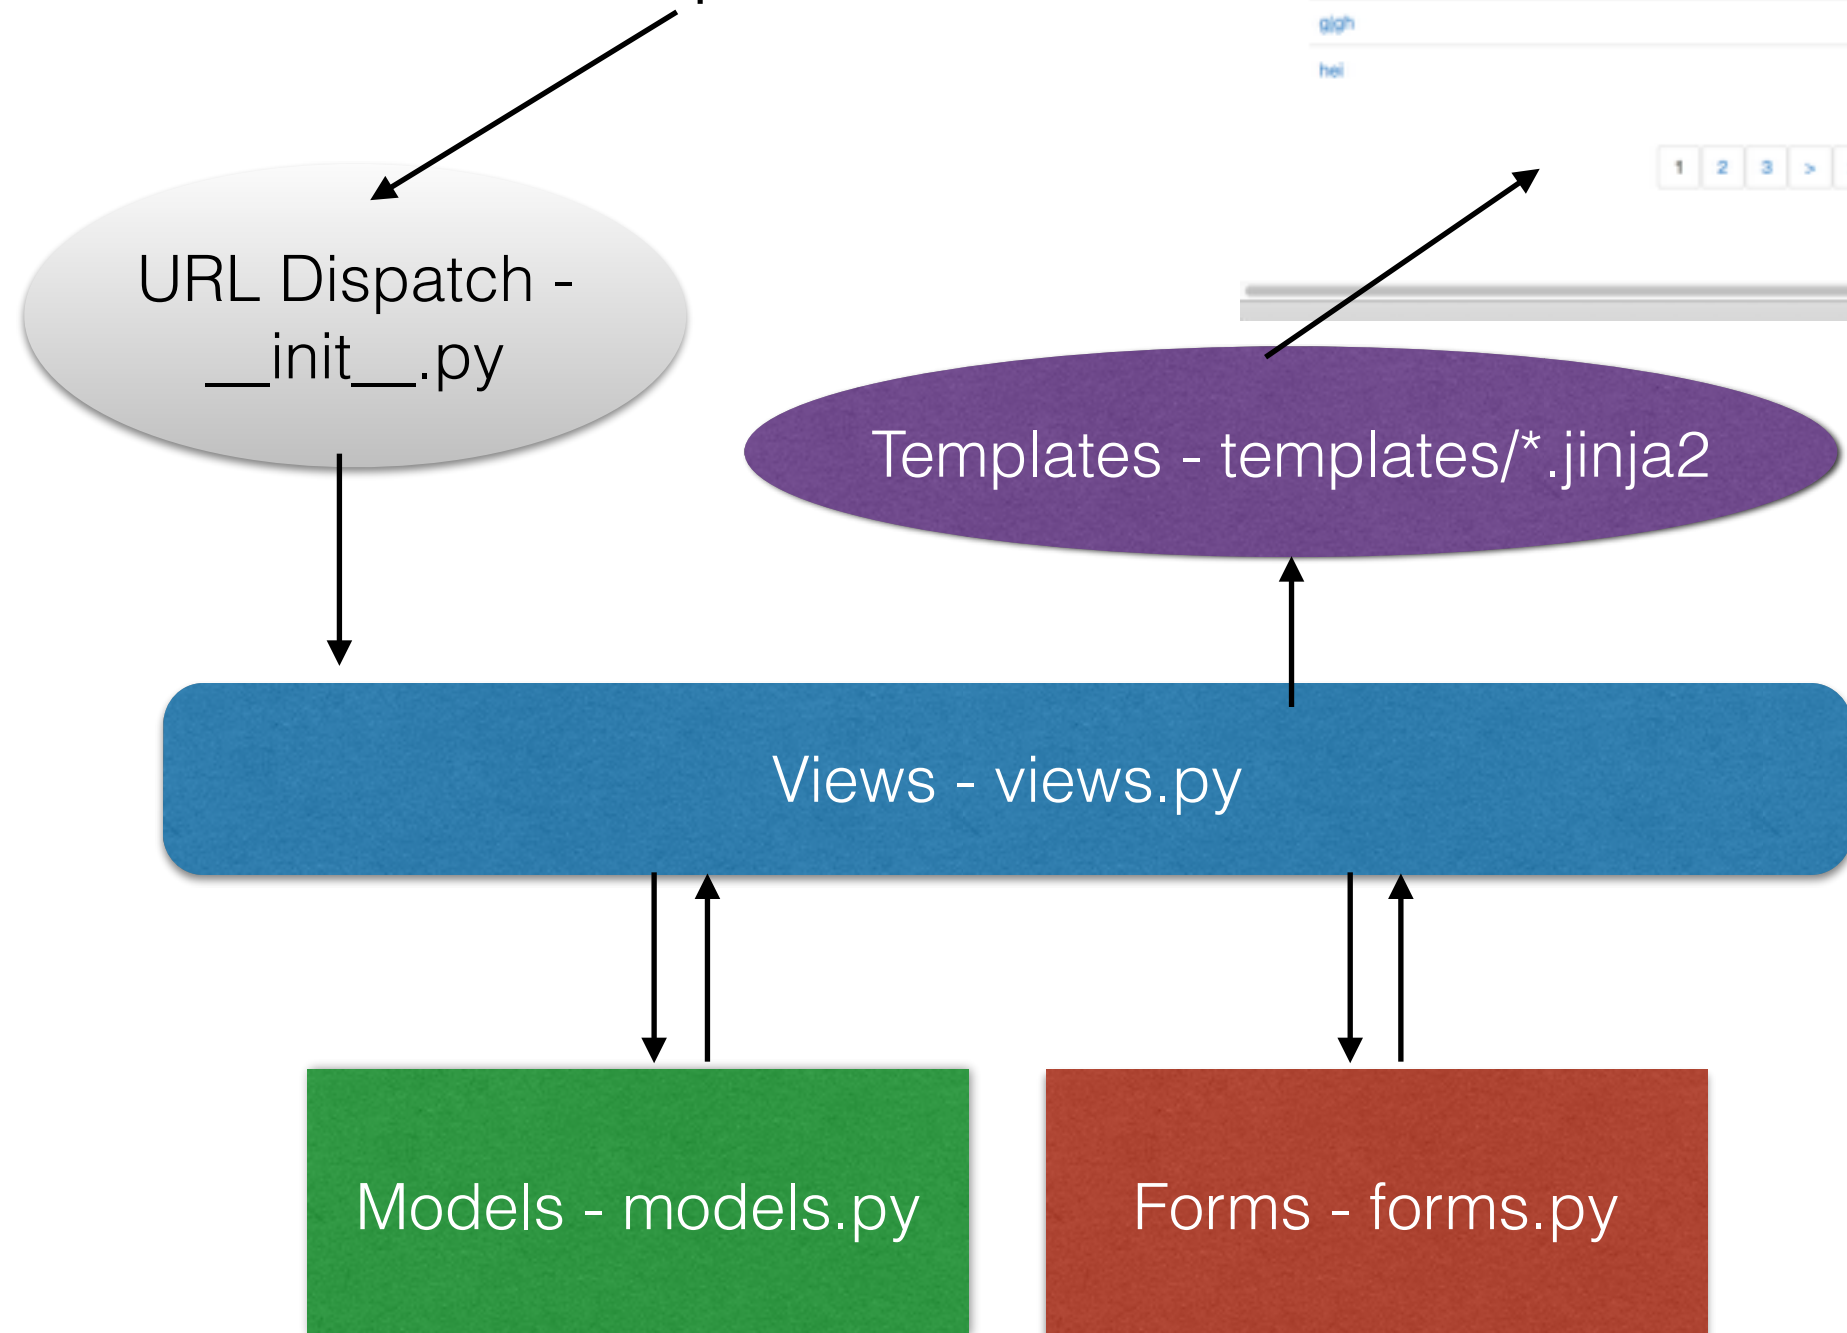 gjgh
hei
1 2 3 >
URL Dispatch -
__init__.py
Templates - templates/*.jinja2
Views - views.py
Models - models.py
Forms - forms.py